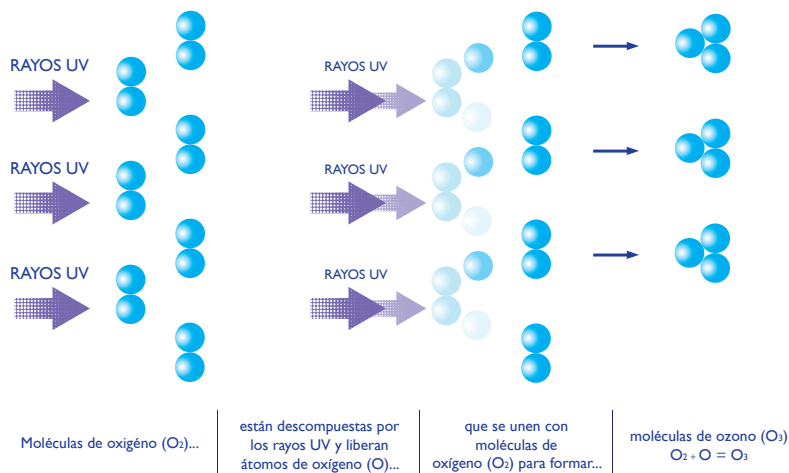 RAYOS UV
RAYOS UV
RAYOS UV
RAYOS UV
RAYOS UV
RAYOS UV
Moléculas de oxigéno (O₂)...
están descompuestas por
los rayos UV y liberan
átomos de oxígeno (O)...
que se unen con
moléculas de
oxígeno (O₂) para formar...
moléculas de ozono (O₃)
O₂ + O = O₃